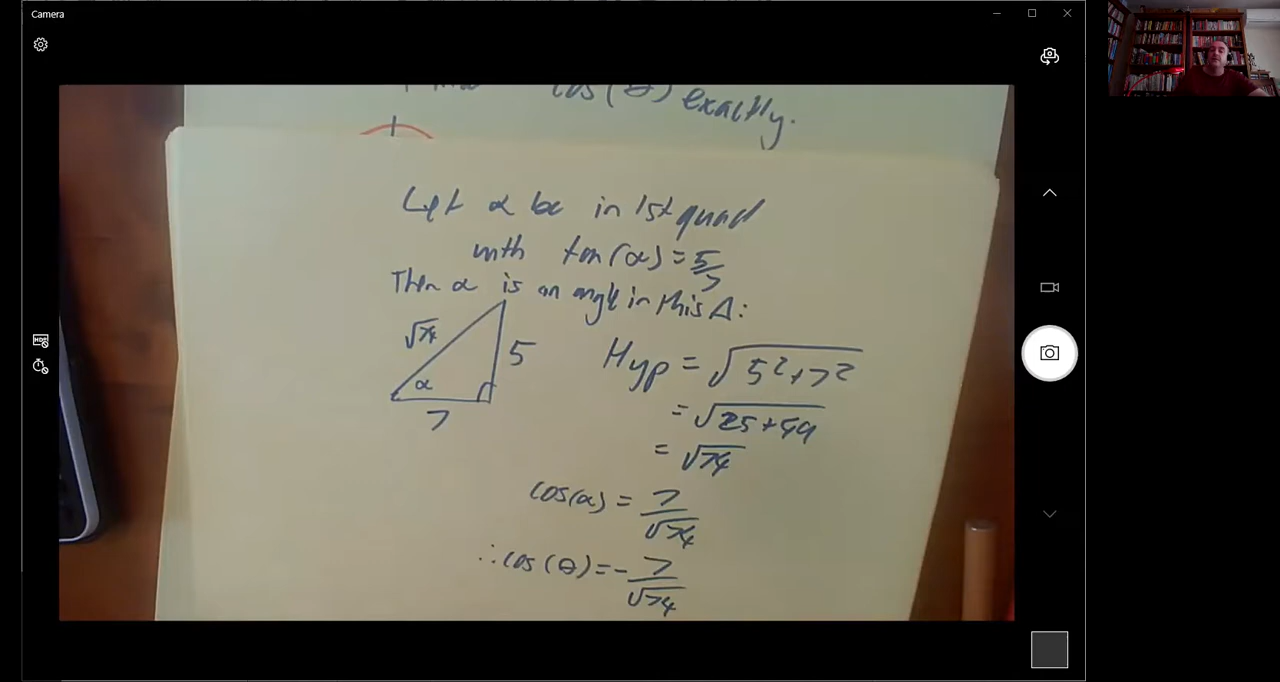 Camera
cos(θ) exactly.
Let α be in 1st quad
with tan(α) = 5/7
Then α is an angle in this Δ:
√74
5
α
7
Hyp = √(5² + 7²)
= √(25 + 49)
= √74
cos(α) = 7/√74
∴ cos(θ) = - 7/√74